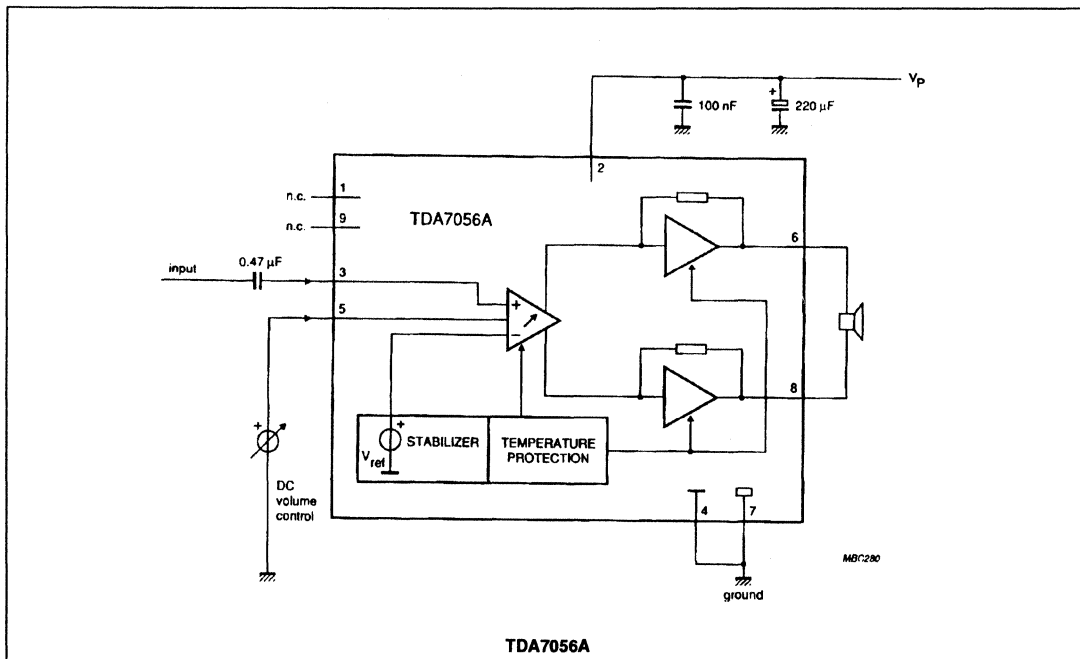 V_P
100 nF
+
220 µF
2
n.c.
1
TDA7056A
n.c.
9
6
input
0.47 µF
3
5
+
−
8
+
+
STABILIZER
TEMPERATURE
PROTECTION
V_ref
DC
volume
control
4
7
MBC280
ground
TDA7056A